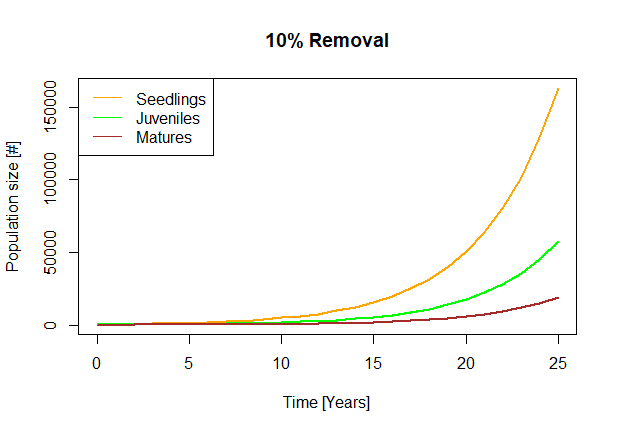 10% Removal
Seedlings
Juveniles
Matures
Population size [#]
150000
100000
50000
0
0 5 10 15 20 25
Time [Years]